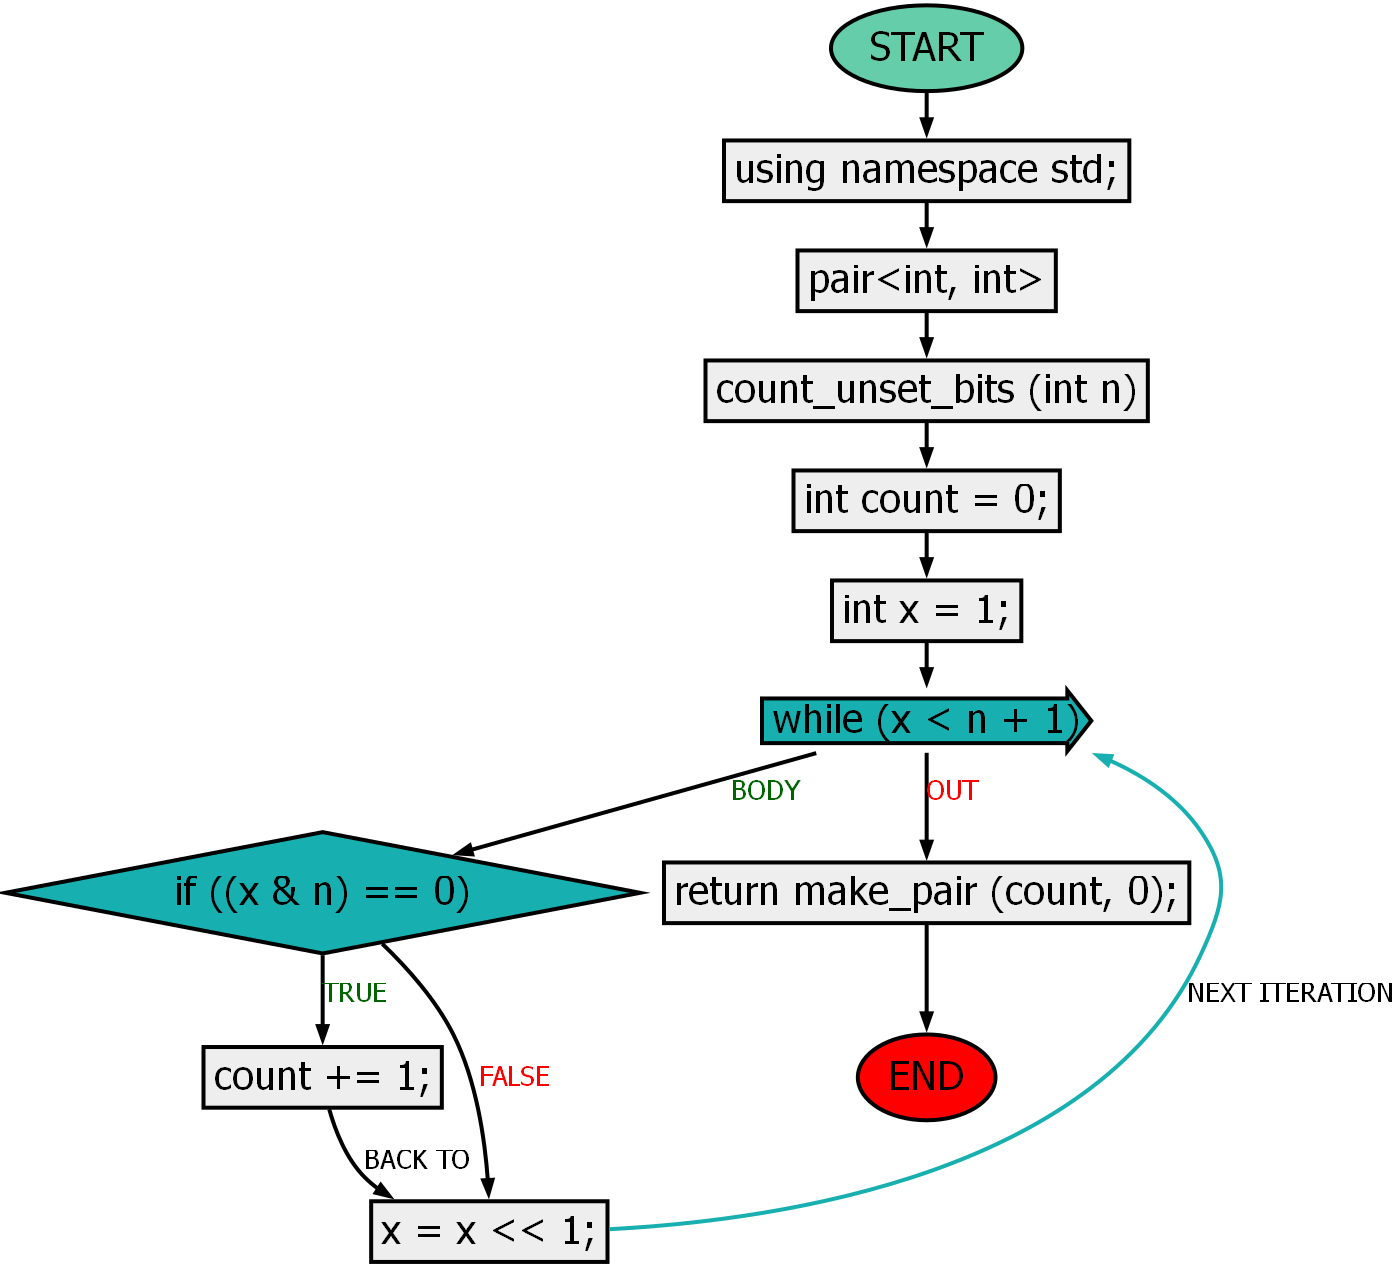 START
using namespace std;
pair<int, int>
count_unset_bits (int n)
int count = 0;
int x = 1;
while (x < n + 1)
BODY
OUT
if ((x & n) == 0)
return make_pair (count, 0);
TRUE
NEXT ITERATION
count += 1;
FALSE
END
BACK TO
x = x << 1;